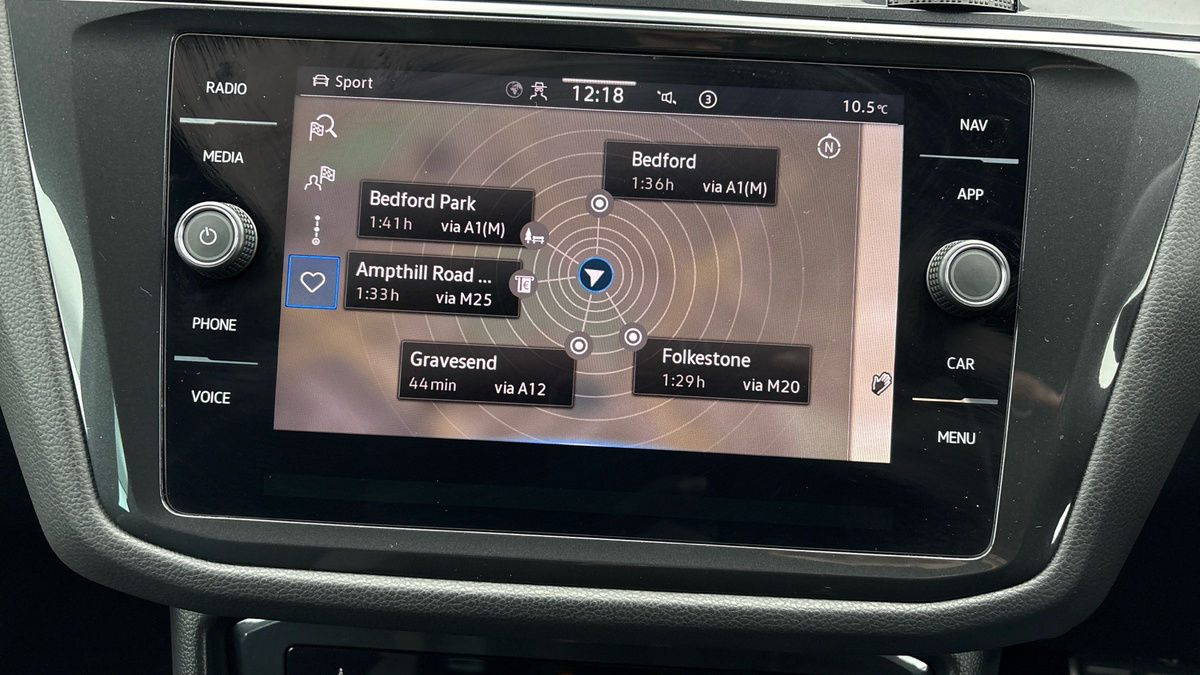 RADIO
MEDIA
PHONE
VOICE
Sport
12:18
3
10.5°C
N
Bedford
1:36h via A1(M)
Bedford Park
1:41h via A1(M)
Ampthill Road ...
1:33h via M25
Gravesend
44min via A12
Folkestone
1:29h via M20
NAV
APP
CAR
MENU